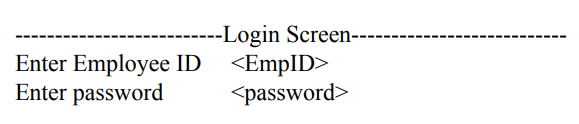 --------------------------Login Screen---------------------------
Enter Employee ID <EmpID>
Enter password <password>